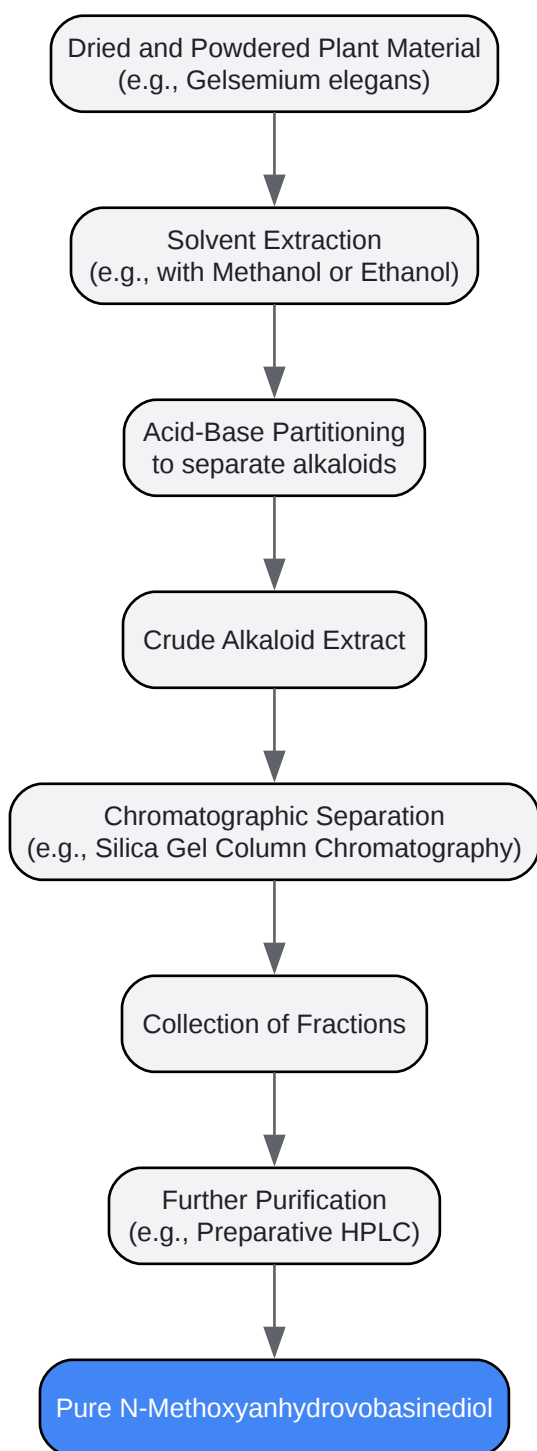 Dried and Powdered Plant Material
(e.g., Gelsemium elegans)
Solvent Extraction
(e.g., with Methanol or Ethanol)
Acid-Base Partitioning
to separate alkaloids
Crude Alkaloid Extract
Chromatographic Separation
(e.g., Silica Gel Column Chromatography)
Collection of Fractions
Further Purification
(e.g., Preparative HPLC)
Pure N-Methoxyanhydrovobasinediol